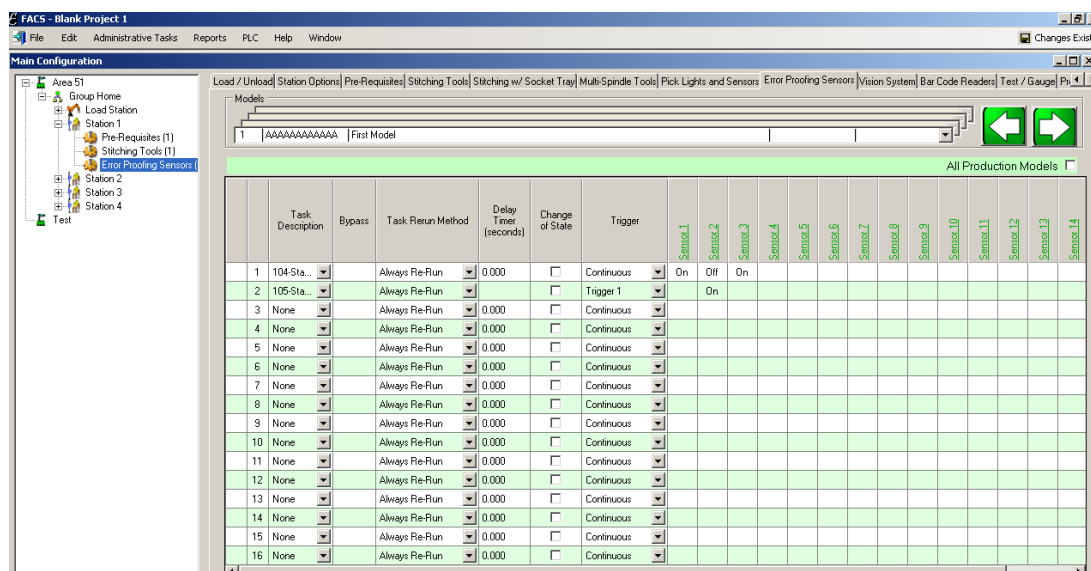 FACS - Blank Project 1
File Edit Administrative Tasks Reports PLC Help Window Changes Exist
Main Configuration
Area 51
Group Home
Load Station
Station 1
Pre-Requisites (1)
Stitching Tools (1)
Error Proofing Sensors (
Station 2
Station 3
Station 4
Test
Load / Unload Station Options Pre-Requisites Stitching Tools Stitching w/ Socket Tray Multi-Spindle Tools Pick Lights and Sensors Error Proofing Sensors Vision System Bar Code Readers Test / Gauge
Models
1 AAAAAAAAAAAA First Model
All Production Models
Task Description Bypass Task Rerun Method Delay Timer (seconds) Change of State Trigger Sensor 1 Sensor 2 Sensor 3 Sensor 4 Sensor 5 Sensor 6 Sensor 7 Sensor 8 Sensor 9 Sensor 10 Sensor 11 Sensor 12 Sensor 13 Sensor 14
1 104-Sta... Always Re-Run 0.000 Continuous On Off On
2 105-Sta... Always Re-Run Trigger 1 On
3 None Always Re-Run 0.000 Continuous
4 None Always Re-Run 0.000 Continuous
5 None Always Re-Run 0.000 Continuous
6 None Always Re-Run 0.000 Continuous
7 None Always Re-Run 0.000 Continuous
8 None Always Re-Run 0.000 Continuous
9 None Always Re-Run 0.000 Continuous
10 None Always Re-Run 0.000 Continuous
11 None Always Re-Run 0.000 Continuous
12 None Always Re-Run 0.000 Continuous
13 None Always Re-Run 0.000 Continuous
14 None Always Re-Run 0.000 Continuous
15 None Always Re-Run 0.000 Continuous
16 None Always Re-Run 0.000 Continuous